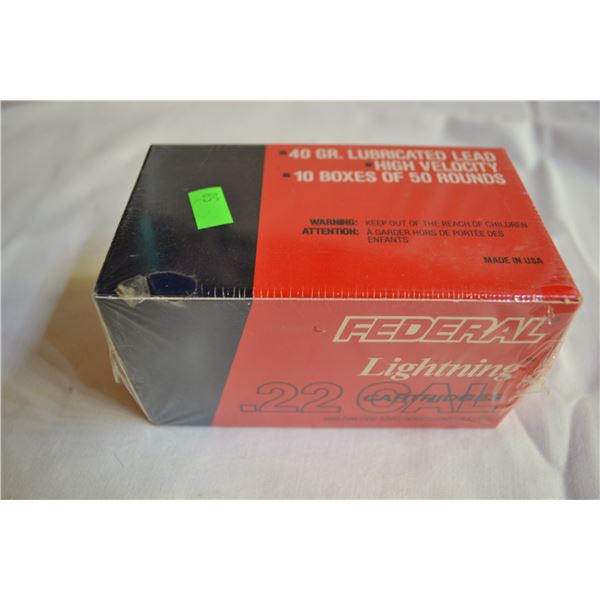 ▪40 GR. LUBRICATED LEAD
▪HIGH VELOCITY
▪10 BOXES OF 50 ROUNDS
WARNING: KEEP OUT OF THE REACH OF CHILDREN
ATTENTION: À GARDER HORS DE PORTÉE DES
ENFANTS
MADE IN USA
FEDERAL
Lightning
.22 CAL
CARTRIDGES